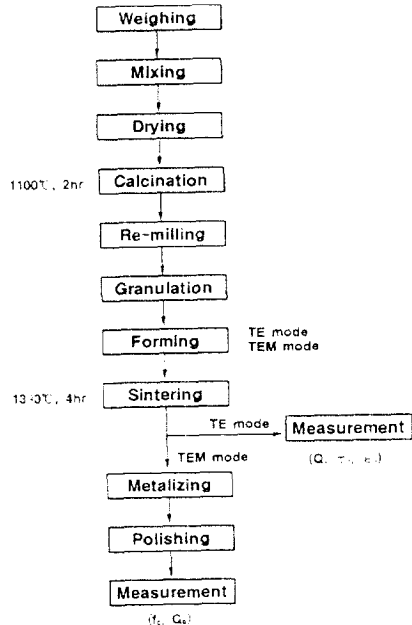 Weighing
Mixing
Drying
1100℃, 2hr
Calcination
Re-milling
Granulation
Forming
TE mode
TEM mode
4hr
Sintering
TE mode
Measurement
(Q,
TEM mode
Metalizing
Polishing
Measurement